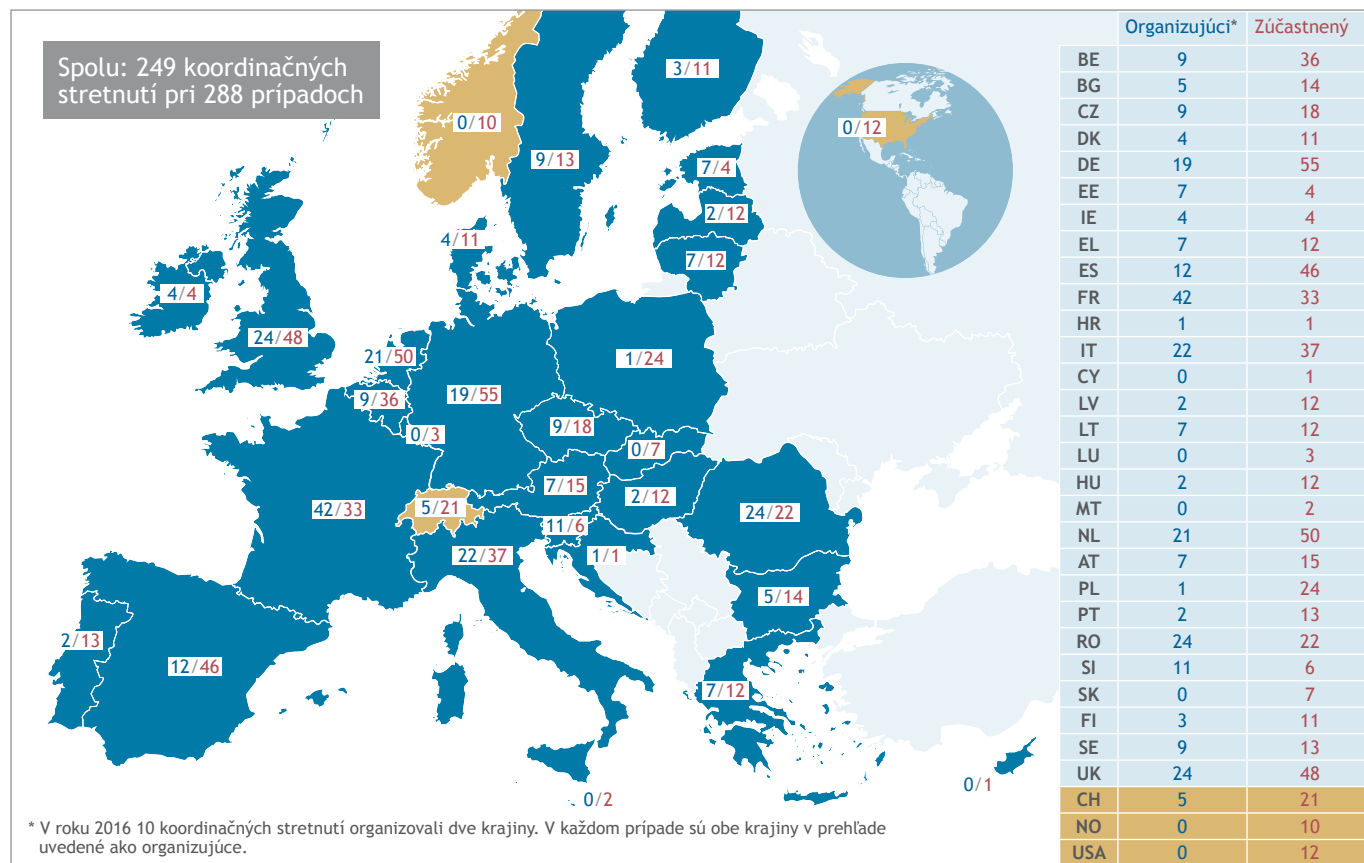 Spolu: 249 koordinačných
stretnutí pri 288 prípadoch
3/11
0/10
0/12
9/13
7/4
2/12
4/11
7/12
4/4
24/48
21/50
1/24
9/36
19/55
0/3
9/18
0/7
7/15
2/12
42/33
5/21
24/22
11/6
22/37
1/1
5/14
2/13
12/46
7/12
0/1
0/2
* V roku 2016 10 koordinačných stretnutí organizovali dve krajiny. V každom prípade sú obe krajiny v prehľade
uvedené ako organizujúce.
Organizujúci* Zúčastnený
BE 9 36
BG 5 14
CZ 9 18
DK 4 11
DE 19 55
EE 7 4
IE 4 4
EL 7 12
ES 12 46
FR 42 33
HR 1 1
IT 22 37
CY 0 1
LV 2 12
LT 7 12
LU 0 3
HU 2 12
MT 0 2
NL 21 50
AT 7 15
PL 1 24
PT 2 13
RO 24 22
SI 11 6
SK 0 7
FI 3 11
SE 9 13
UK 24 48
CH 5 21
NO 0 10
USA 0 12